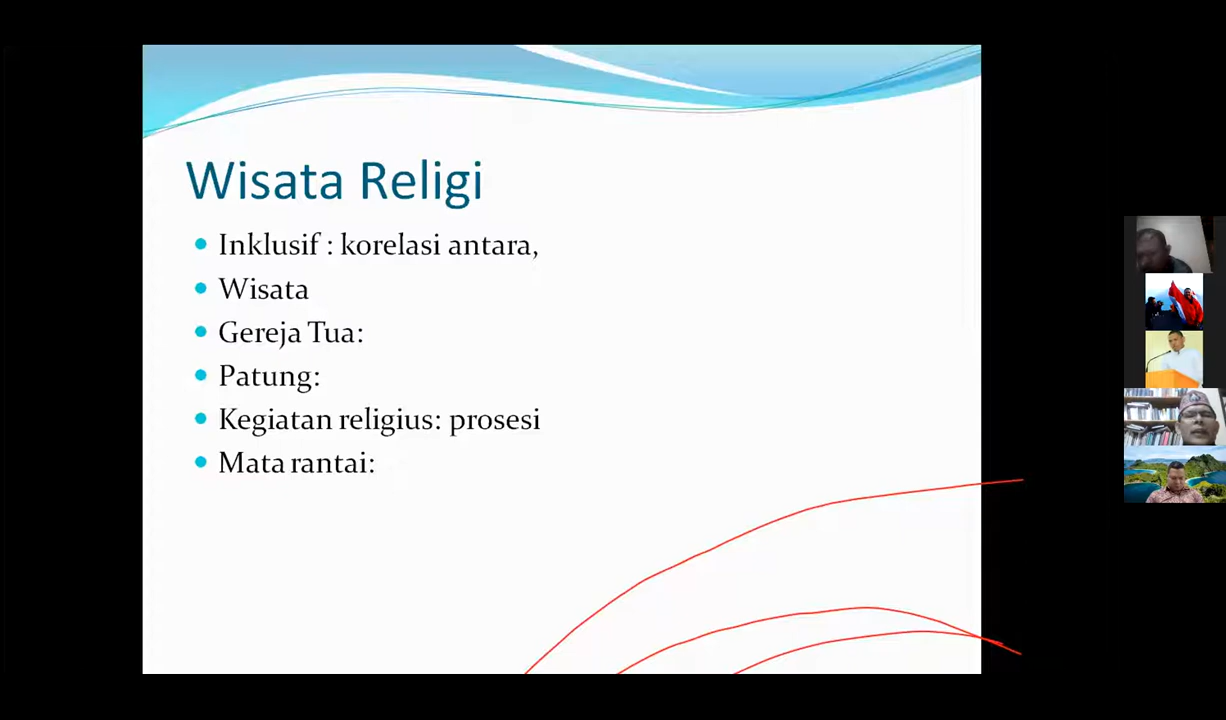 Wisata Religi
Inklusif : korelasi antara,
Wisata
Gereja Tua:
Patung:
Kegiatan religius: prosesi
Mata rantai: